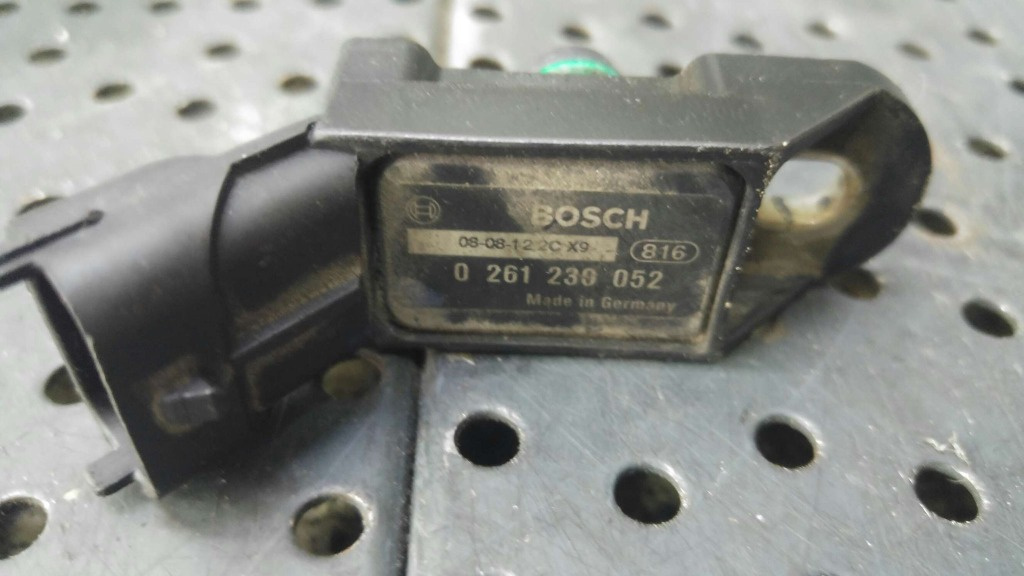 BOSCH
08-08-12 2C X9
816
0 261 230 052
Made in Germany